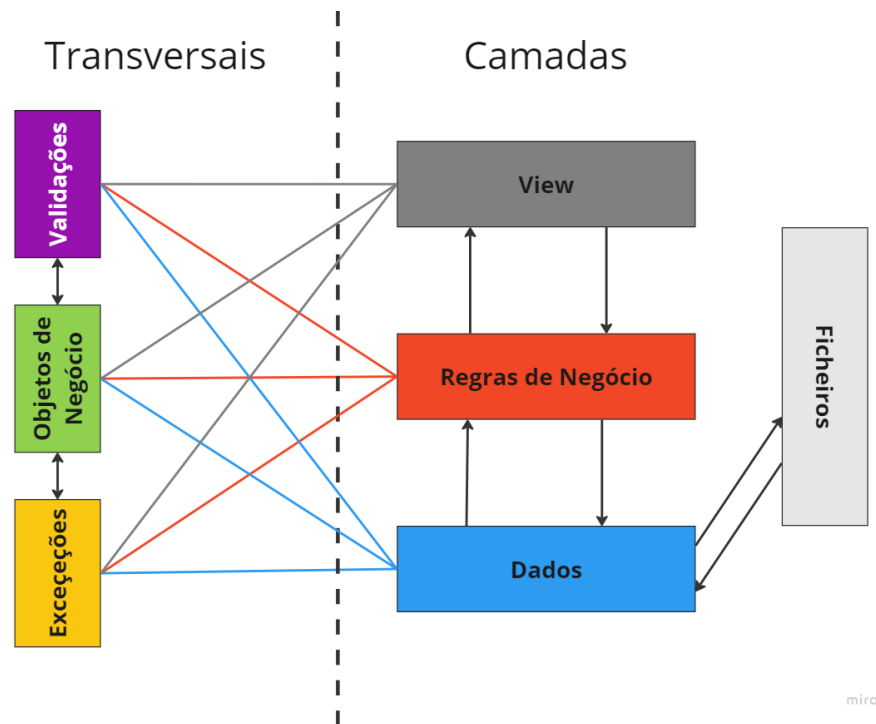 Transversais
Camadas
Validações
Objetos de
Negócio
Exceçeções
View
Regras de Negócio
Dados
Ficheiros
miro